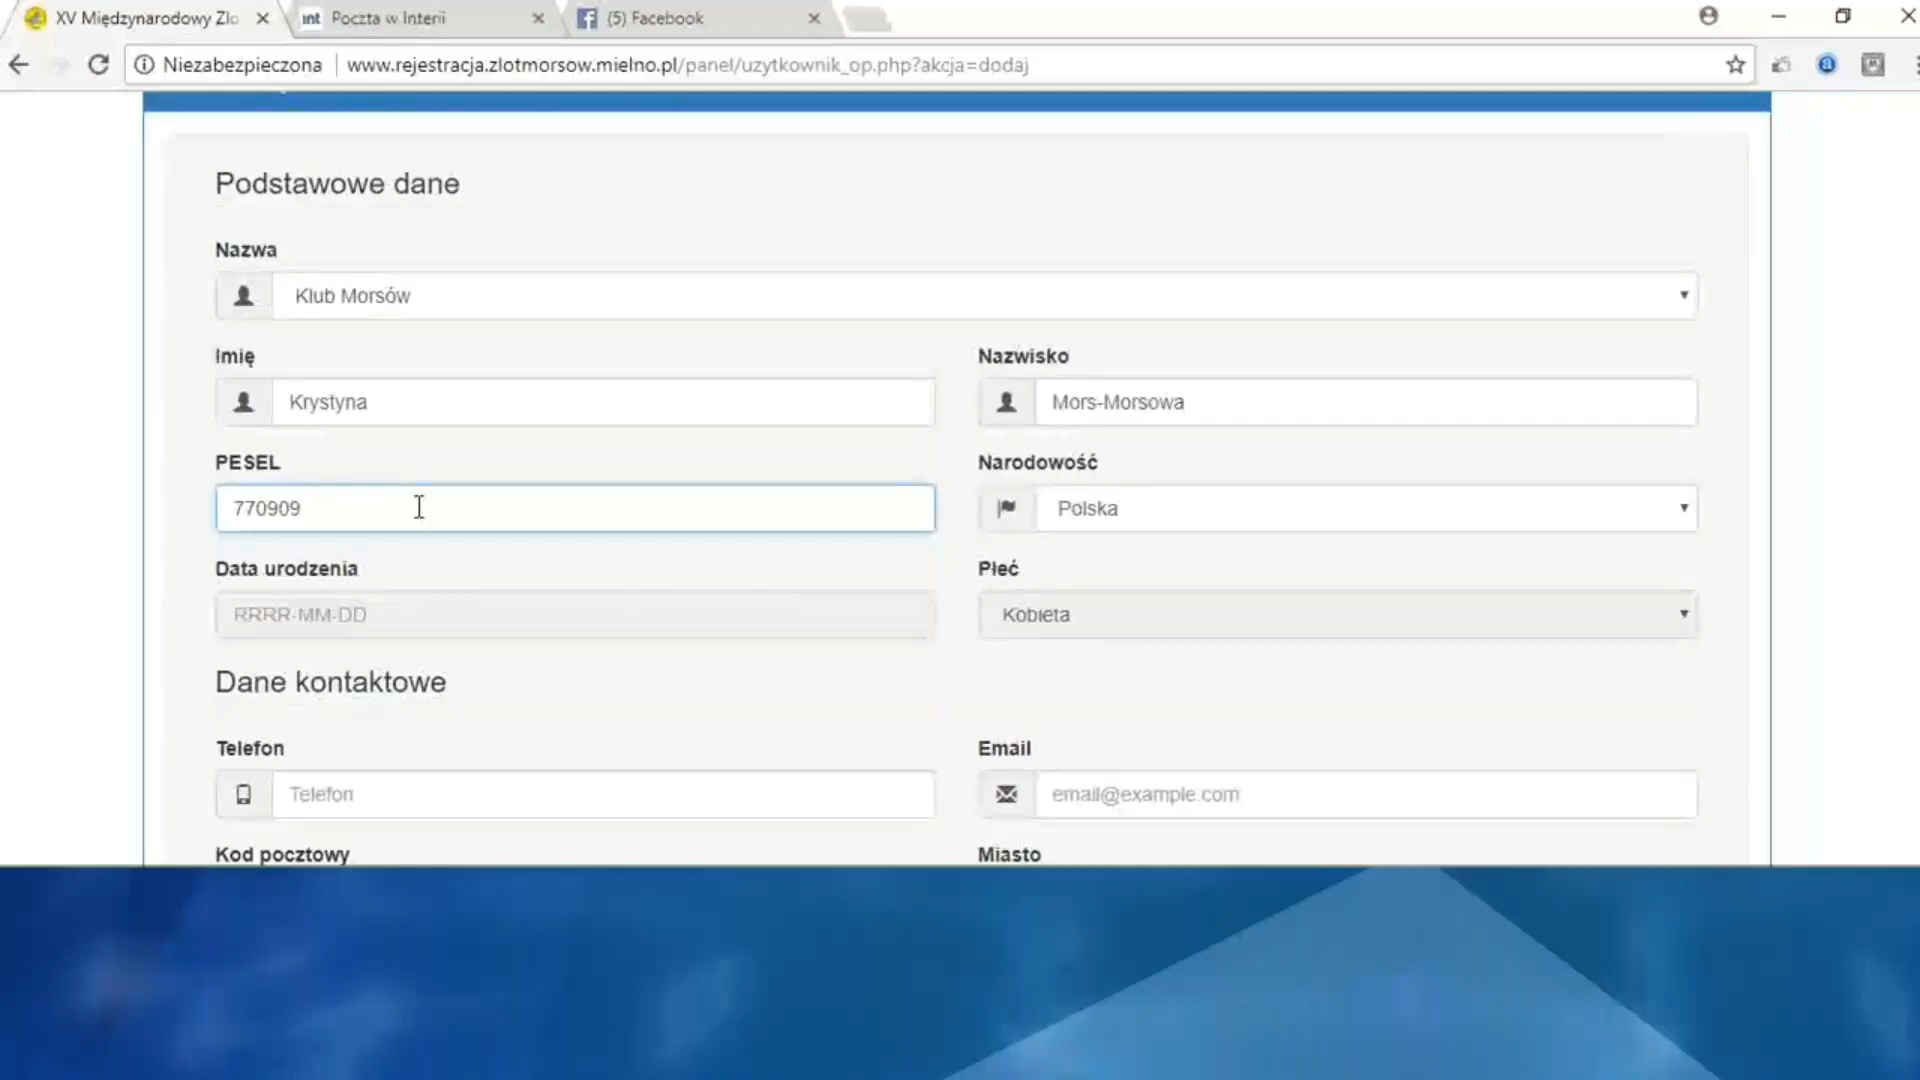 XV Międzynarodowy Zlo
int Poczta w Interii
(5) Facebook
Niezabezpieczona www.rejestracja.zlotmorsow.mielno.pl/panel/uzytkownik_op.php?akcja=dodaj
Podstawowe dane
Nazwa
Klub Morsów
Imię Nazwisko
Krystyna Mors-Morsowa
PESEL Narodowość
770909 Polska
Data urodzenia Płeć
RRRR-MM-DD Kobieta
Dane kontaktowe
Telefon Email
Telefon email@example.com
Kod pocztowy Miasto